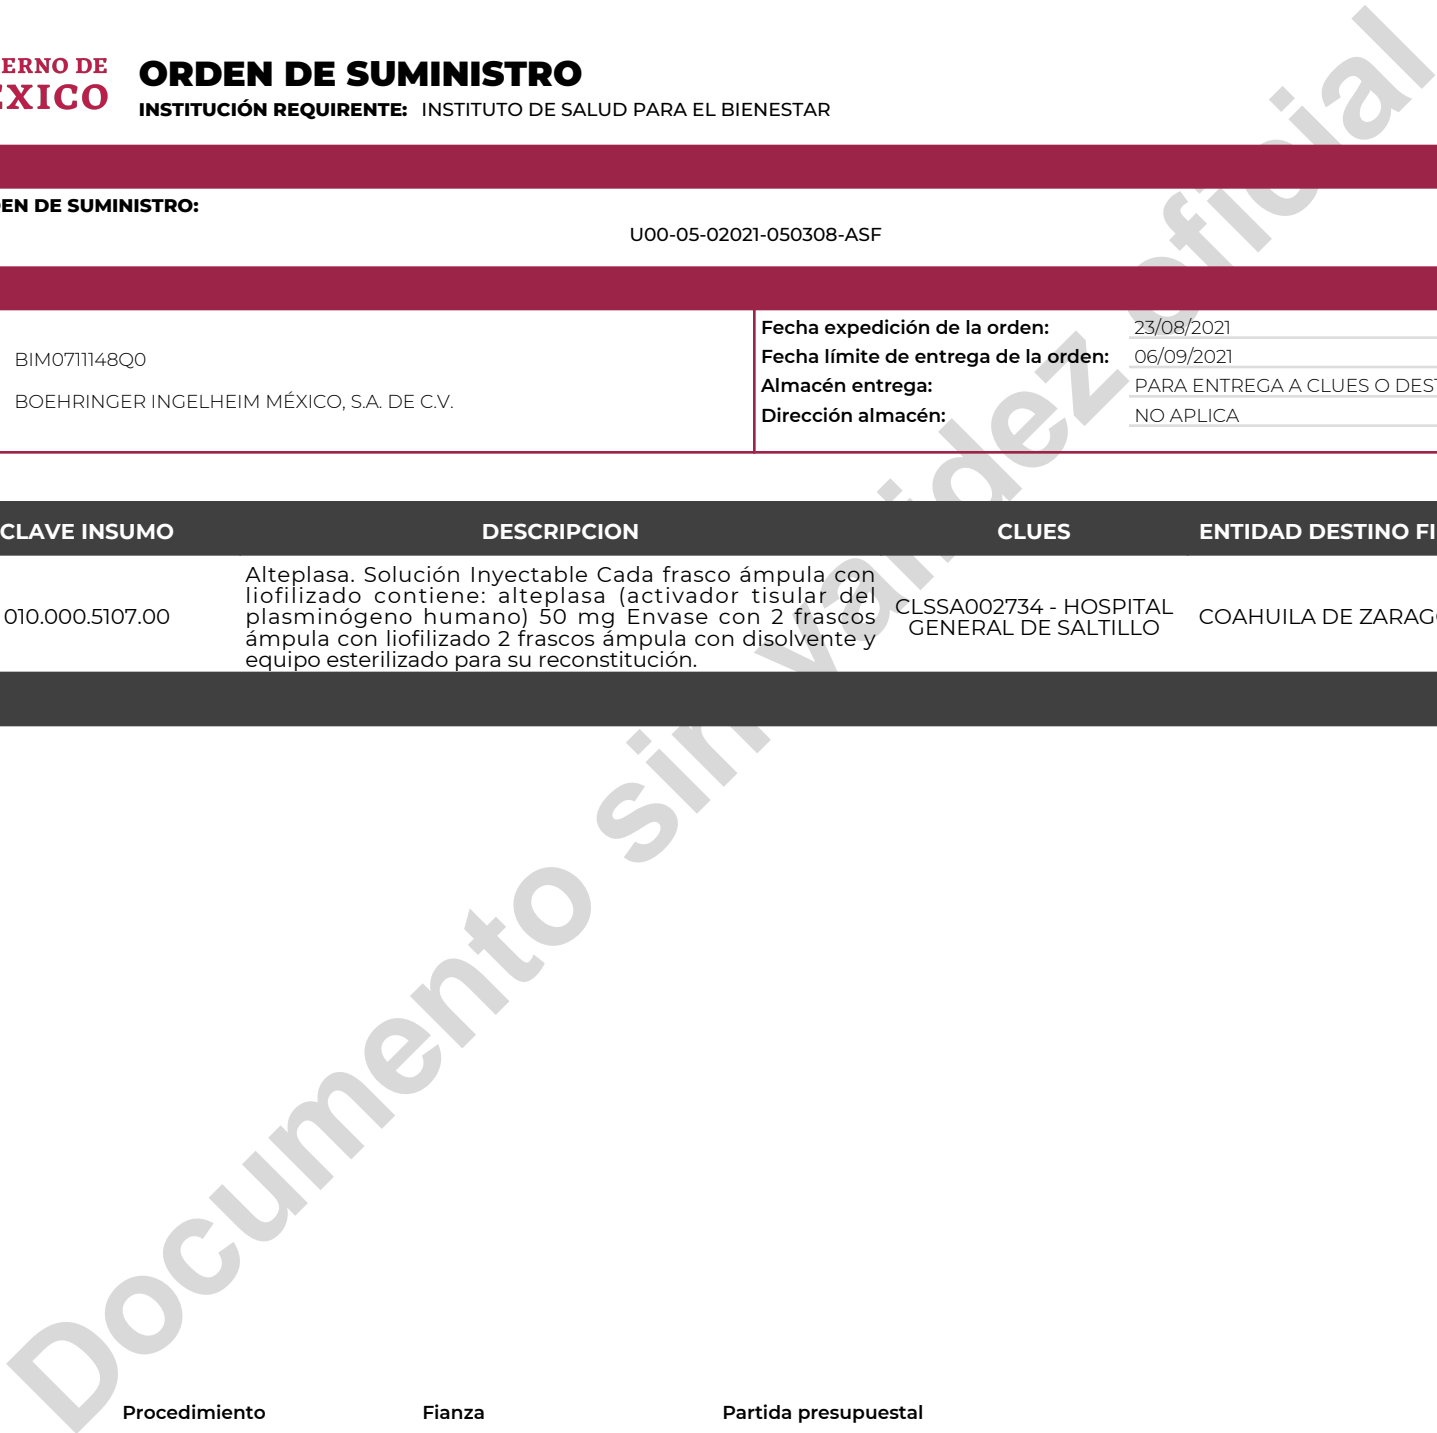 ERNO DE
ÉXICO
ORDEN DE SUMINISTRO
INSTITUCIÓN REQUIRENTE: INSTITUTO DE SALUD PARA EL BIENESTAR
EN DE SUMINISTRO:
U00-05-02021-050308-ASF
BIM0711148Q0
BOEHRINGER INGELHEIM MÉXICO, S.A. DE C.V.
Fecha expedición de la orden: 23/08/2021
Fecha límite de entrega de la orden: 06/09/2021
Almacén entrega: PARA ENTREGA A CLUES O DEST
Dirección almacén: NO APLICA
CLAVE INSUMO DESCRIPCION CLUES ENTIDAD DESTINO FI
010.000.5107.00
Alteplasa. Solución Inyectable Cada frasco ámpula con
liofilizado contiene: alteplasa (activador tisular del
plasminógeno humano) 50 mg Envase con 2 frascos
ámpula con liofilizado 2 frascos ámpula con disolvente y
equipo esterilizado para su reconstitución.
CLSSA002734 - HOSPITAL
GENERAL DE SALTILLO
COAHUILA DE ZARAG
Documento sin validez oficial
Procedimiento Fianza Partida presupuestal